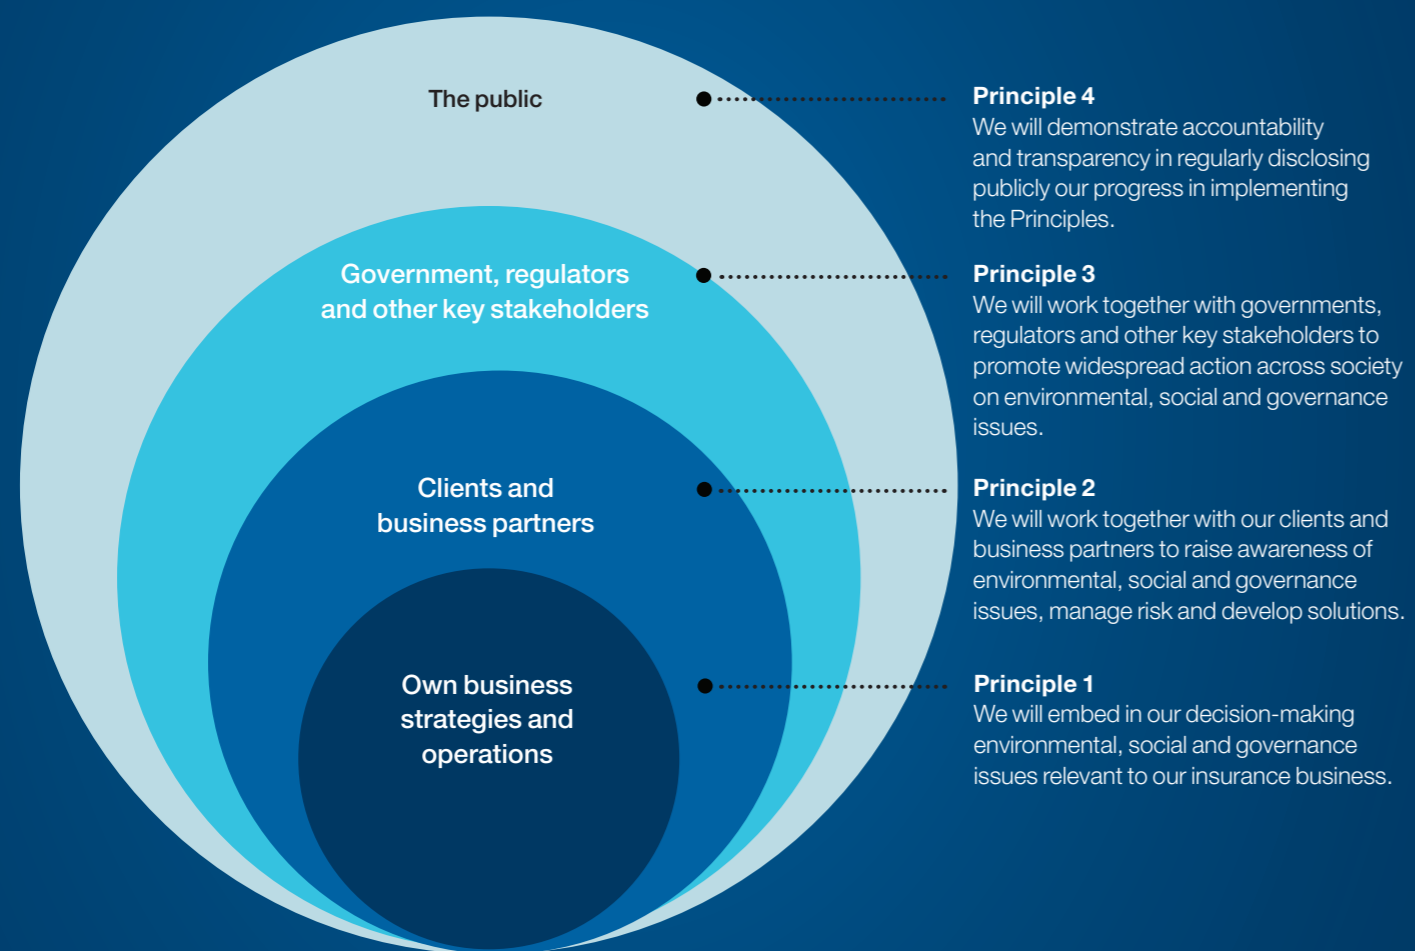 The public
Principle 4
We will demonstrate accountability
and transparency in regularly disclosing
publicly our progress in implementing
the Principles.
Government, regulators
and other key stakeholders
Principle 3
We will work together with governments,
regulators and other key stakeholders to
promote widespread action across society
on environmental, social and governance
issues.
Clients and
business partners
Principle 2
We will work together with our clients and
business partners to raise awareness of
environmental, social and governance
issues, manage risk and develop solutions.
Own business
strategies and
operations
Principle 1
We will embed in our decision-making
environmental, social and governance
issues relevant to our insurance business.